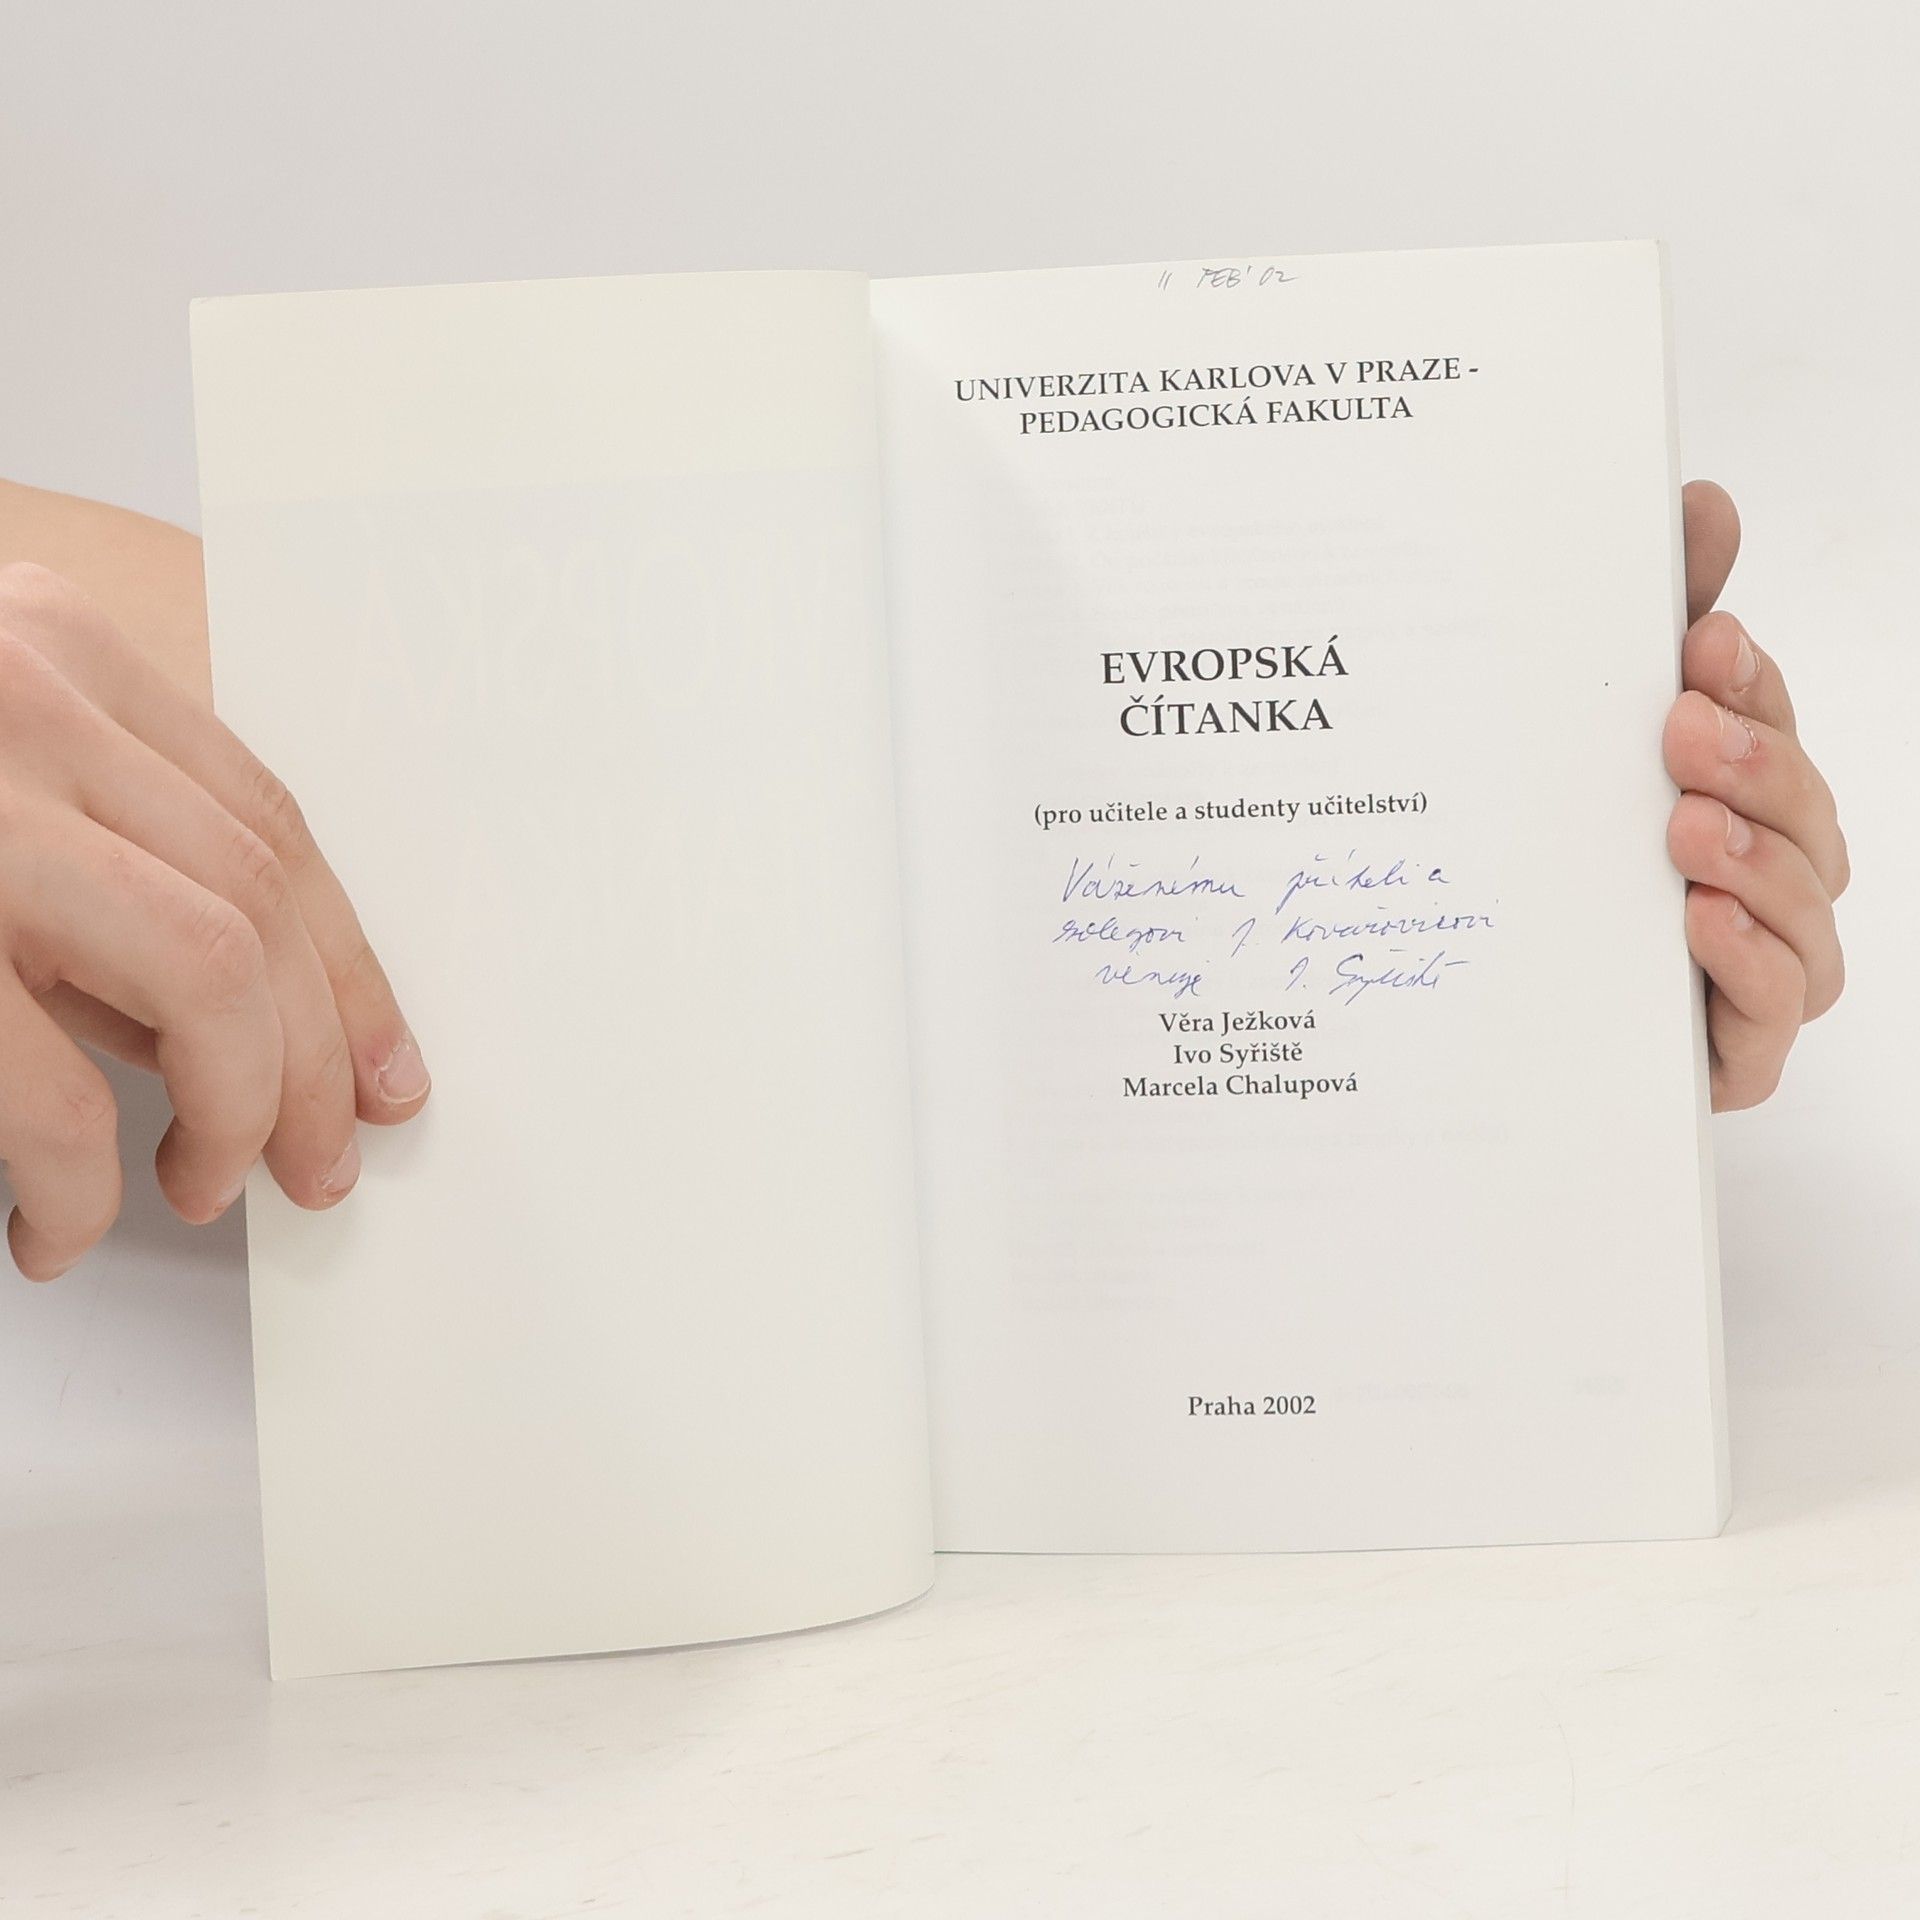 11 FEB' 02
UNIVERZITA KARLOVA V PRAZE -
PEDAGOGICKÁ FAKULTA
EVROPSKÁ
ČÍTANKA
(pro učitele a studenty učitelství)
Váženému příteli a
kolegovi J. Kovařovicovi
věnuje I. Syřiště
Věra Ježková
Ivo Syřiště
Marcela Chalupová
Praha 2002